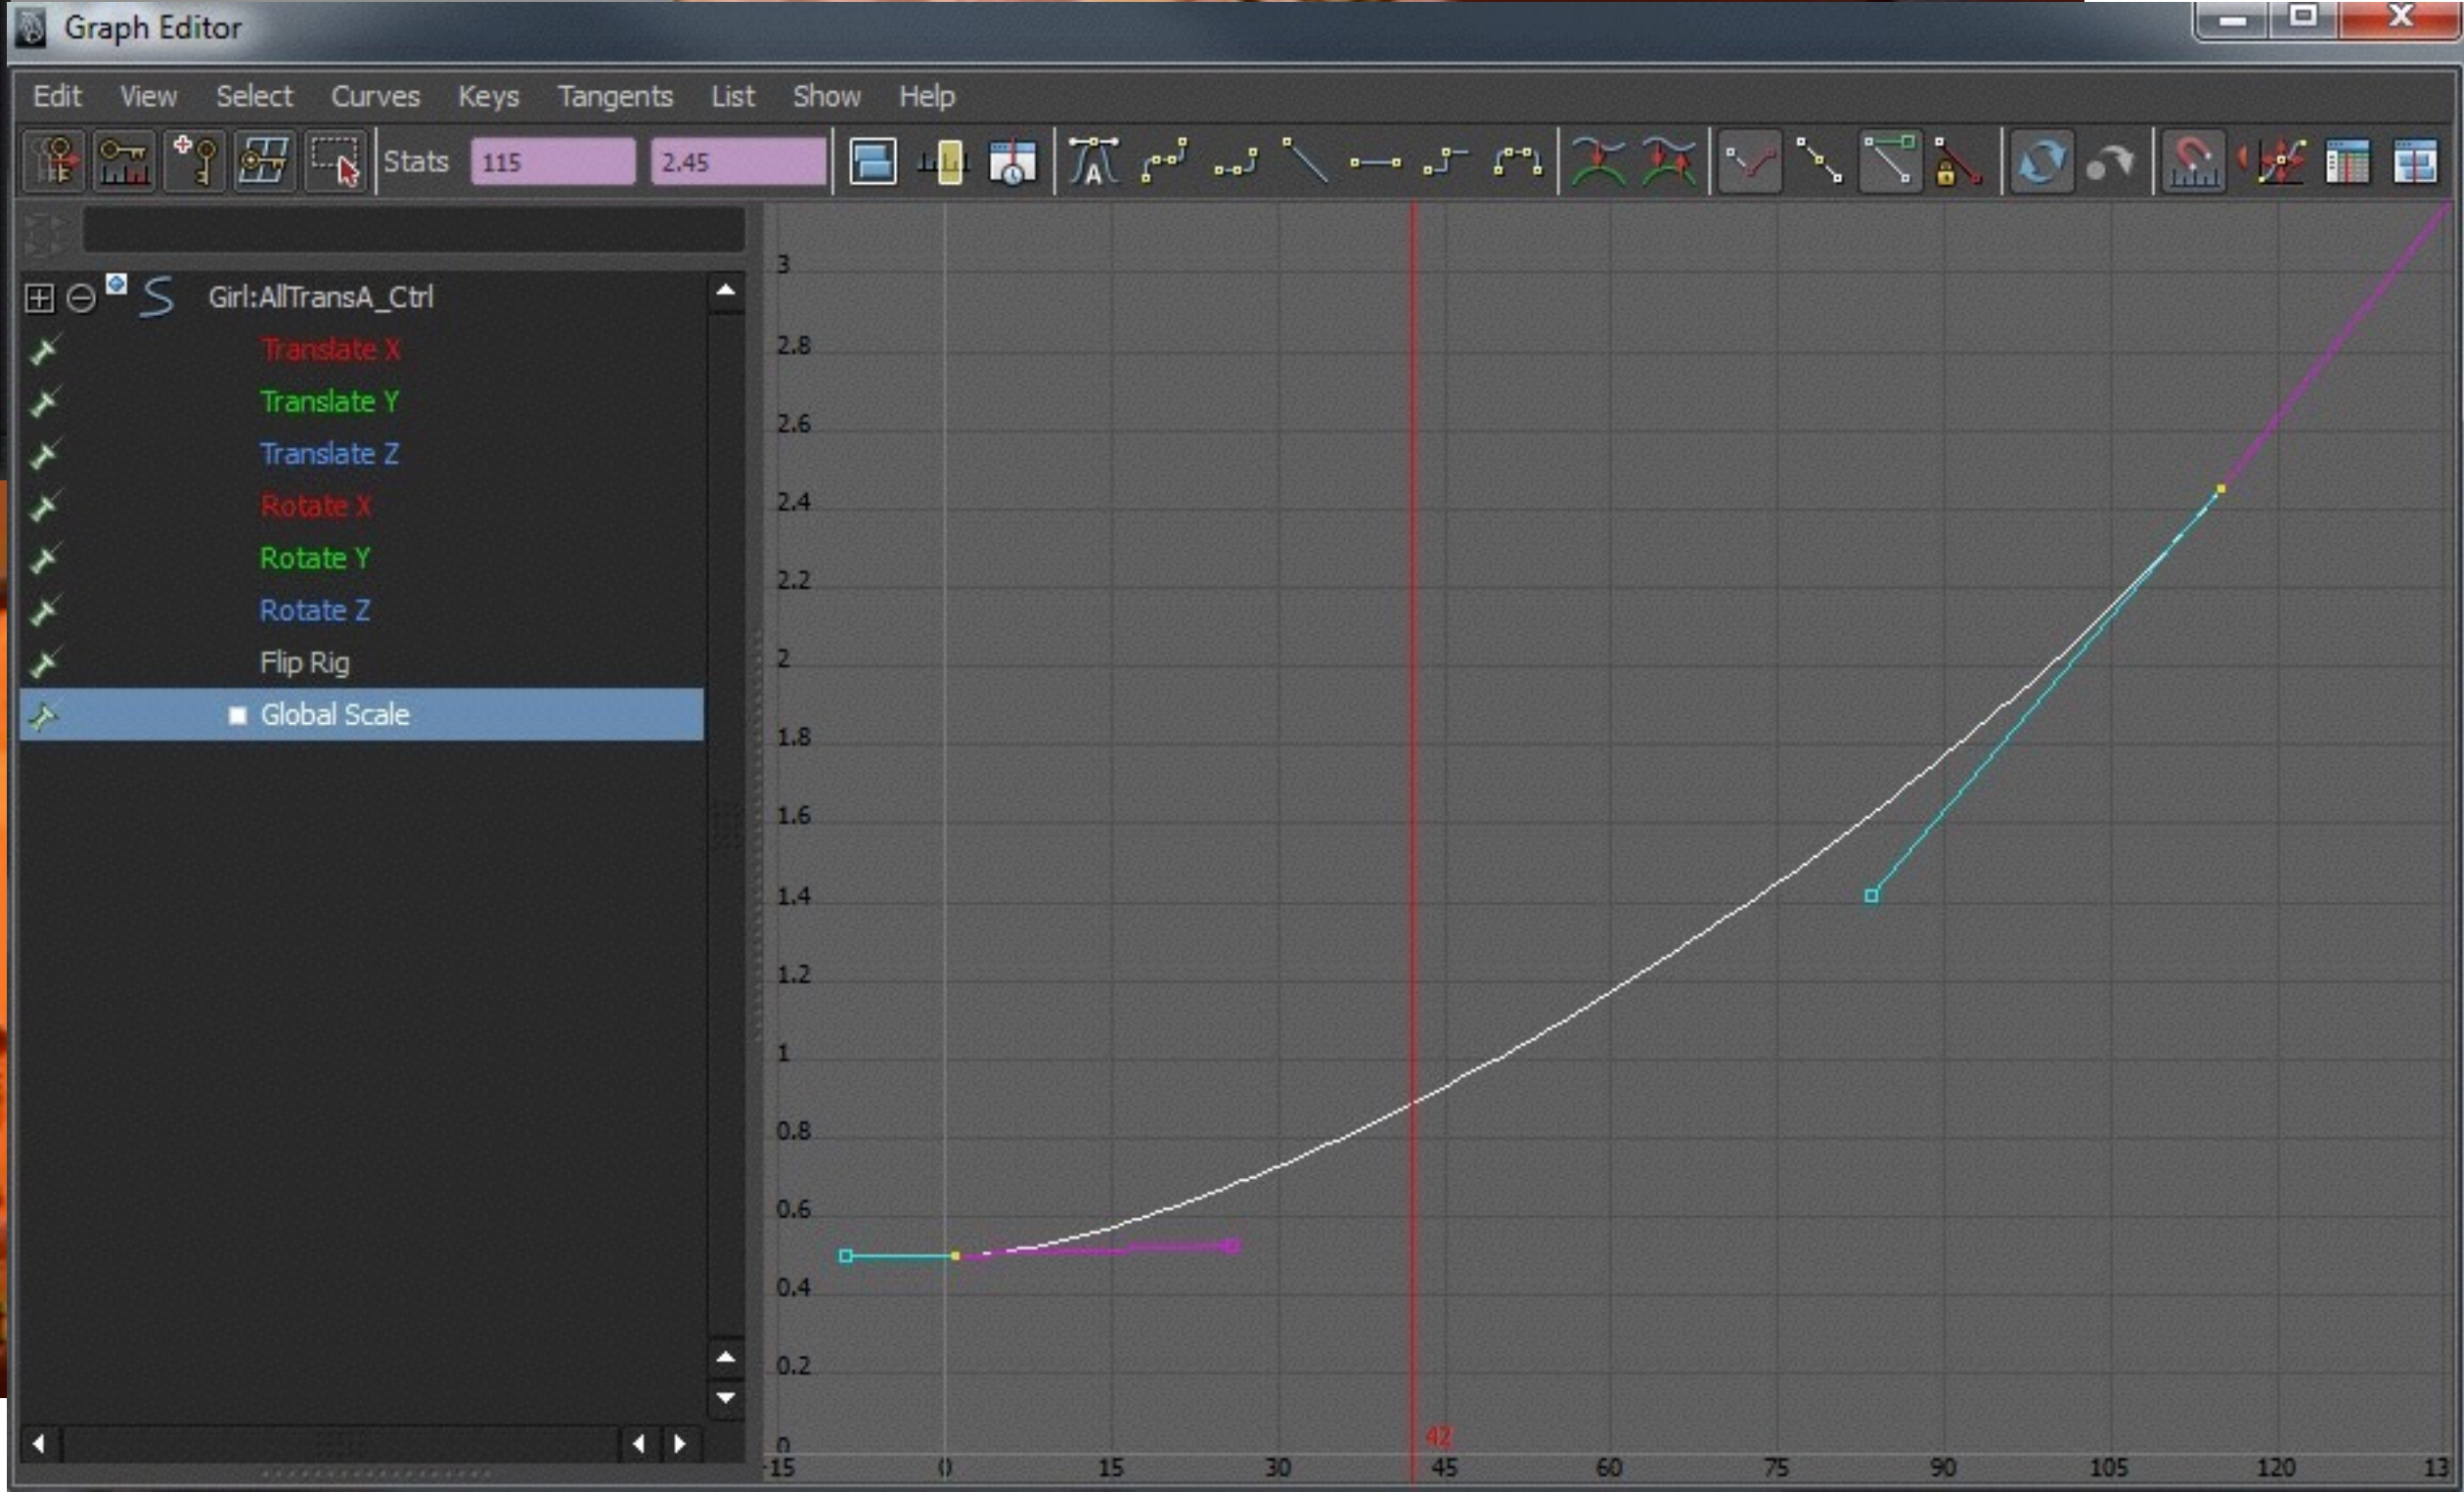 Graph Editor
Edit View Select Curves Keys Tangents List Show Help
Stats 115 2.45
Girl:AllTransA_Ctrl
Translate X
Translate Y
Translate Z
Rotate X
Rotate Y
Rotate Z
Flip Rig
Global Scale
3
2.8
2.6
2.4
2.2
2
1.8
1.6
1.4
1.2
1
0.8
0.6
0.4
0.2
0
42
-15 0 15 30 45 60 75 90 105 120 13